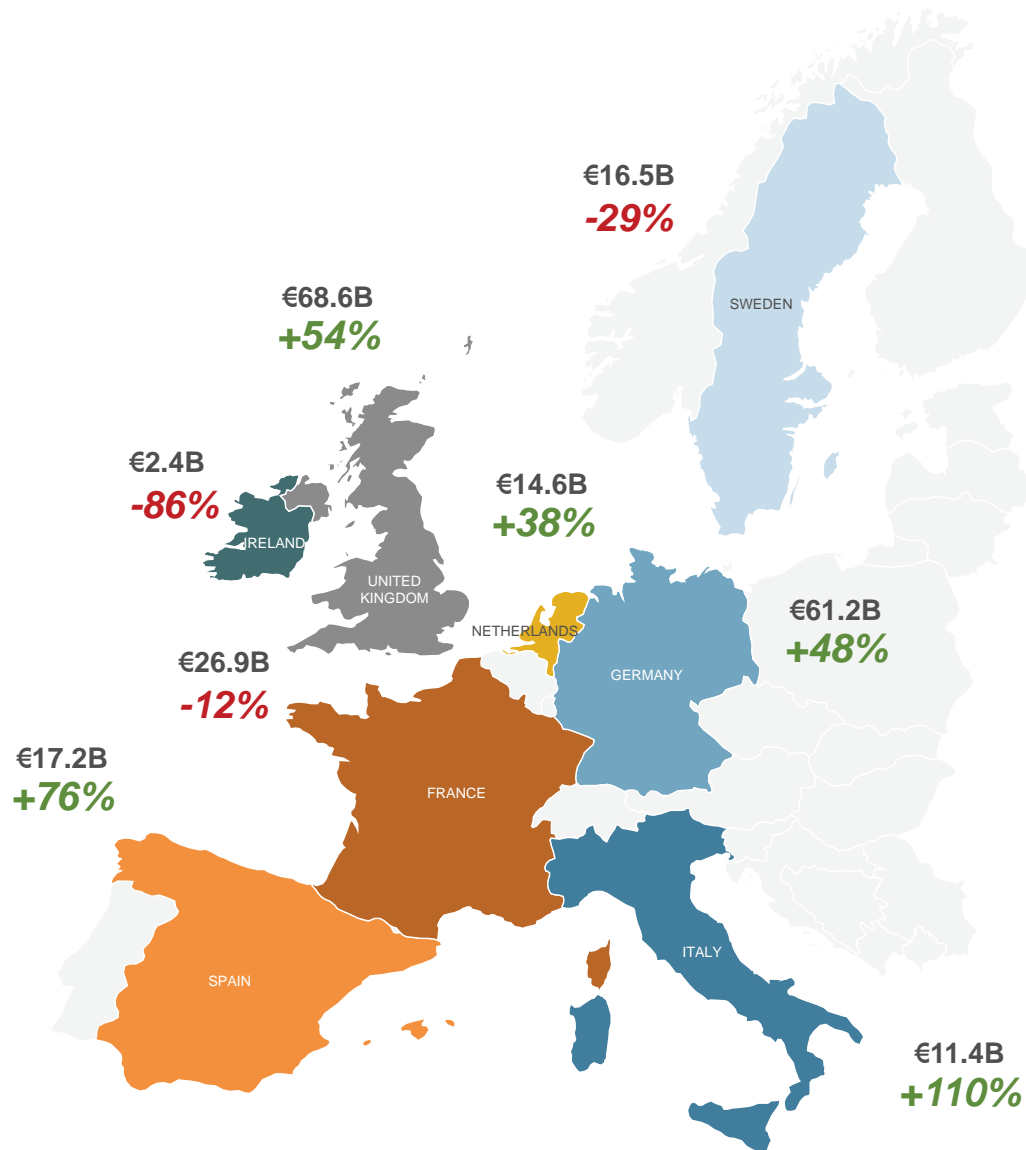 €16.5B
-29%
SWEDEN
€68.6B
+54%
€2.4B
-86%
IRELAND
€14.6B
+38%
UNITED
KINGDOM
NETHERLANDS
€61.2B
+48%
€26.9B
-12%
GERMANY
€17.2B
+76%
FRANCE
ITALY
SPAIN
€11.4B
+110%